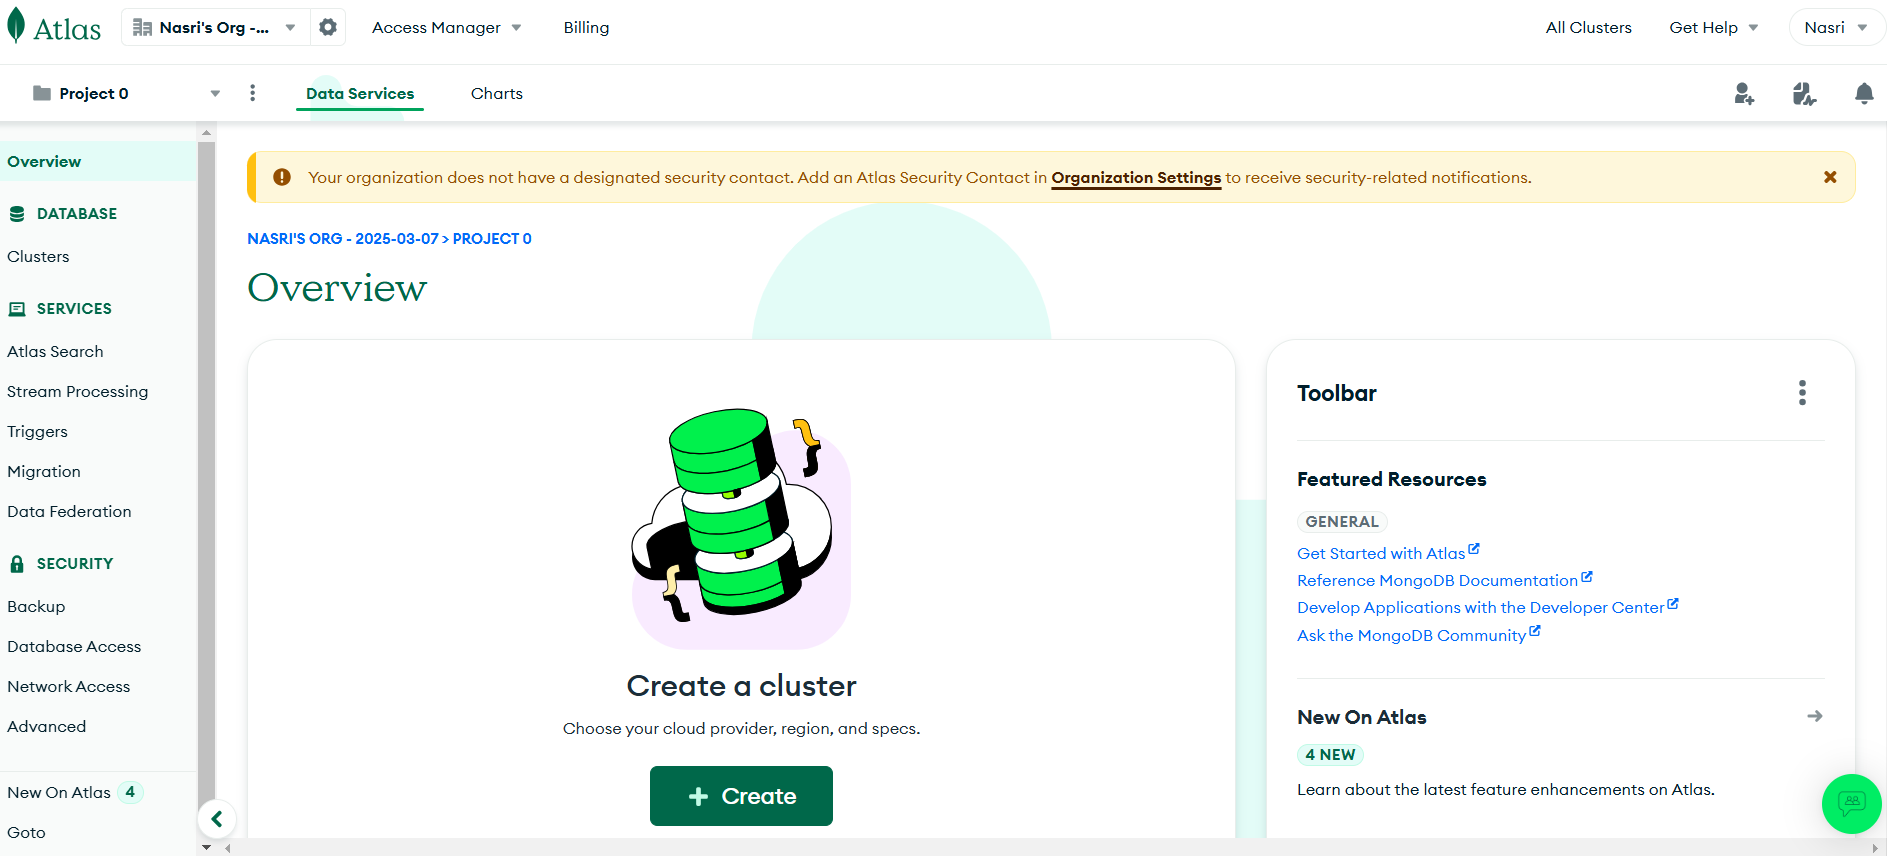 Atlas
Nasri's Org -...
Access Manager
Billing
All Clusters
Get Help
Nasri
Project 0
Data Services
Charts
Overview
DATABASE
Clusters
SERVICES
Atlas Search
Stream Processing
Triggers
Migration
Data Federation
SECURITY
Backup
Database Access
Network Access
Advanced
New On Atlas 4
Goto
Your organization does not have a designated security contact. Add an Atlas Security Contact in Organization Settings to receive security-related notifications.
NASRI'S ORG - 2025-03-07 > PROJECT 0
Overview
Create a cluster
Choose your cloud provider, region, and specs.
+ Create
Toolbar
Featured Resources
GENERAL
Get Started with Atlas
Reference MongoDB Documentation
Develop Applications with the Developer Center
Ask the MongoDB Community
New On Atlas
4 NEW
Learn about the latest feature enhancements on Atlas.